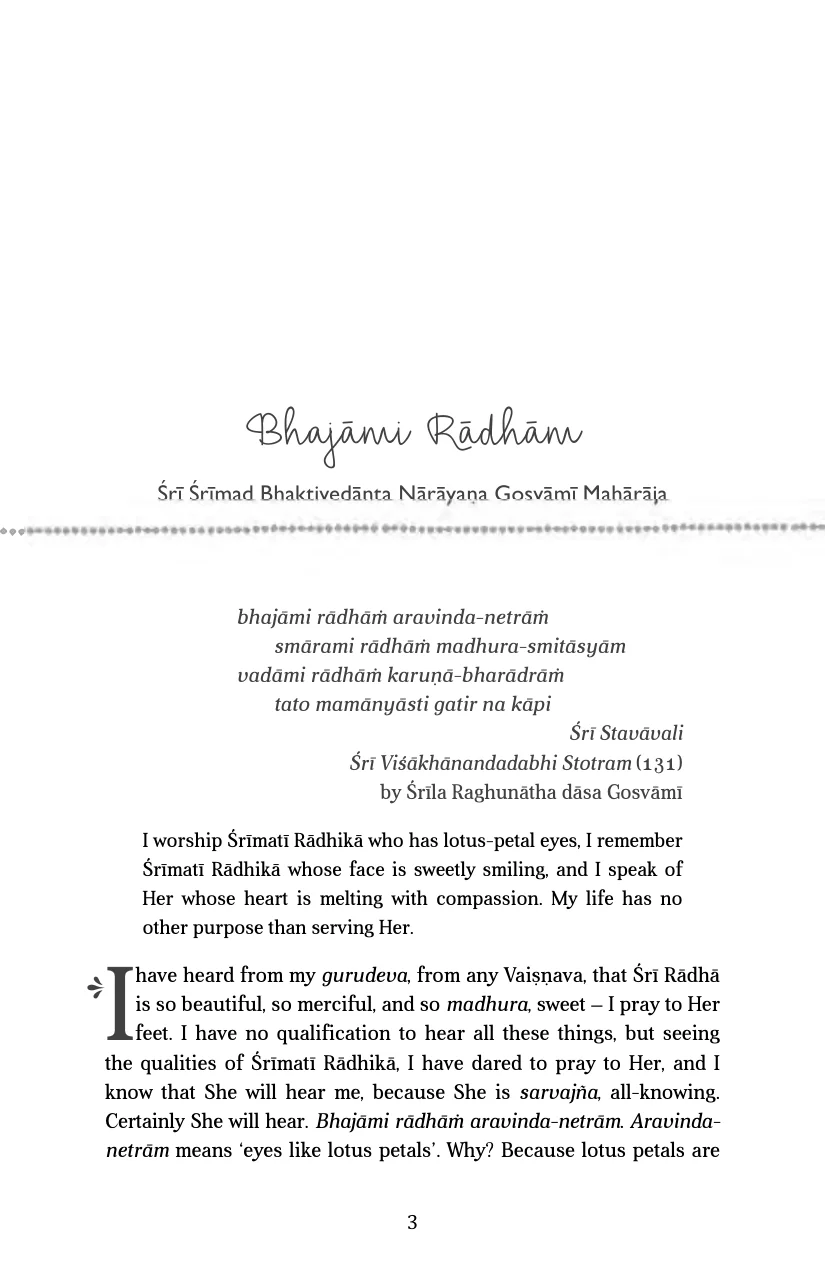 Bhajāmi Rādhām
Śrī Śrīmad Bhaktivedānta Nārāyaṇa Gosvāmī Mahārāja
bhajāmi rādhāṁ aravinda-netrāṁ
smārami rādhāṁ madhura-smitāsyām
vadāmi rādhāṁ karuṇā-bharādrāṁ
tato mamānyāsti gatir na kāpi
Śrī Stavāvali
Śrī Viśākhānandadabhi Stotram (131)
by Śrīla Raghunātha dāsa Gosvāmī
I worship Śrīmatī Rādhikā who has lotus-petal eyes, I remember
Śrīmatī Rādhikā whose face is sweetly smiling, and I speak of
Her whose heart is melting with compassion. My life has no
other purpose than serving Her.
I have heard from my gurudeva, from any Vaiṣṇava, that Śrī Rādhā
is so beautiful, so merciful, and so madhura, sweet – I pray to Her
feet. I have no qualification to hear all these things, but seeing
the qualities of Śrīmatī Rādhikā, I have dared to pray to Her, and I
know that She will hear me, because She is sarvajña, all-knowing.
Certainly She will hear. Bhajāmi rādhāṁ aravinda-netrām. Aravinda-
netrām means ‘eyes like lotus petals’. Why? Because lotus petals are
3